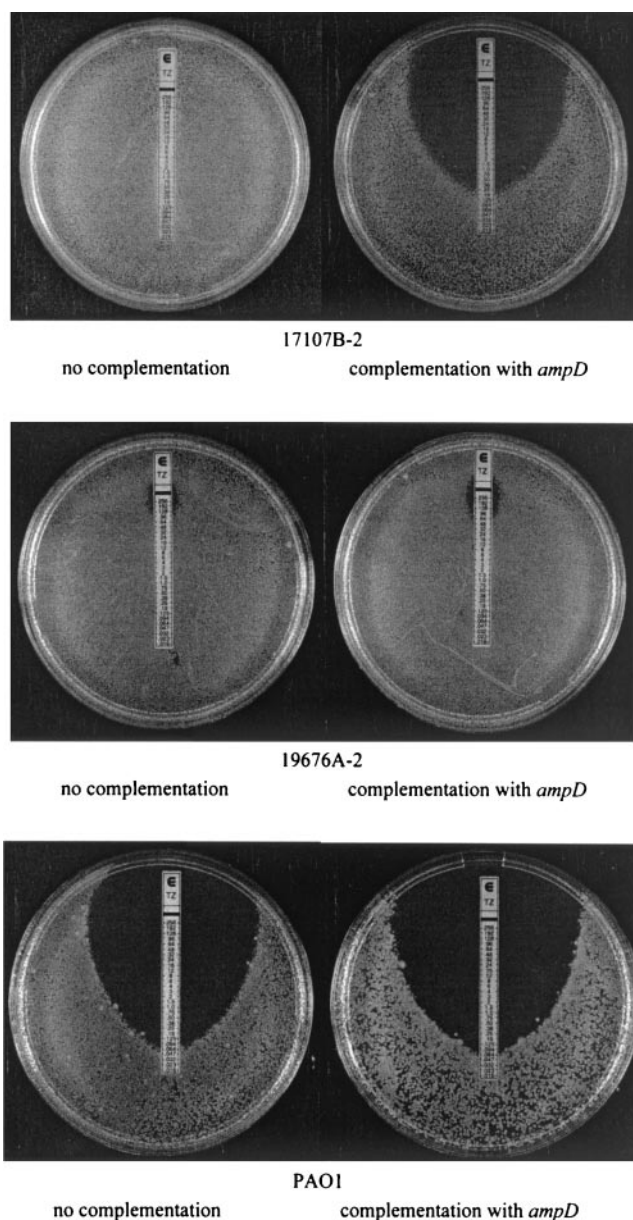 E
TZ
E
TZ
17107B-2
no complementation complementation with ampD
E
TZ
E
TZ
19676A-2
no complementation complementation with ampD
E
TZ
E
TZ
PAO1
no complementation complementation with ampD